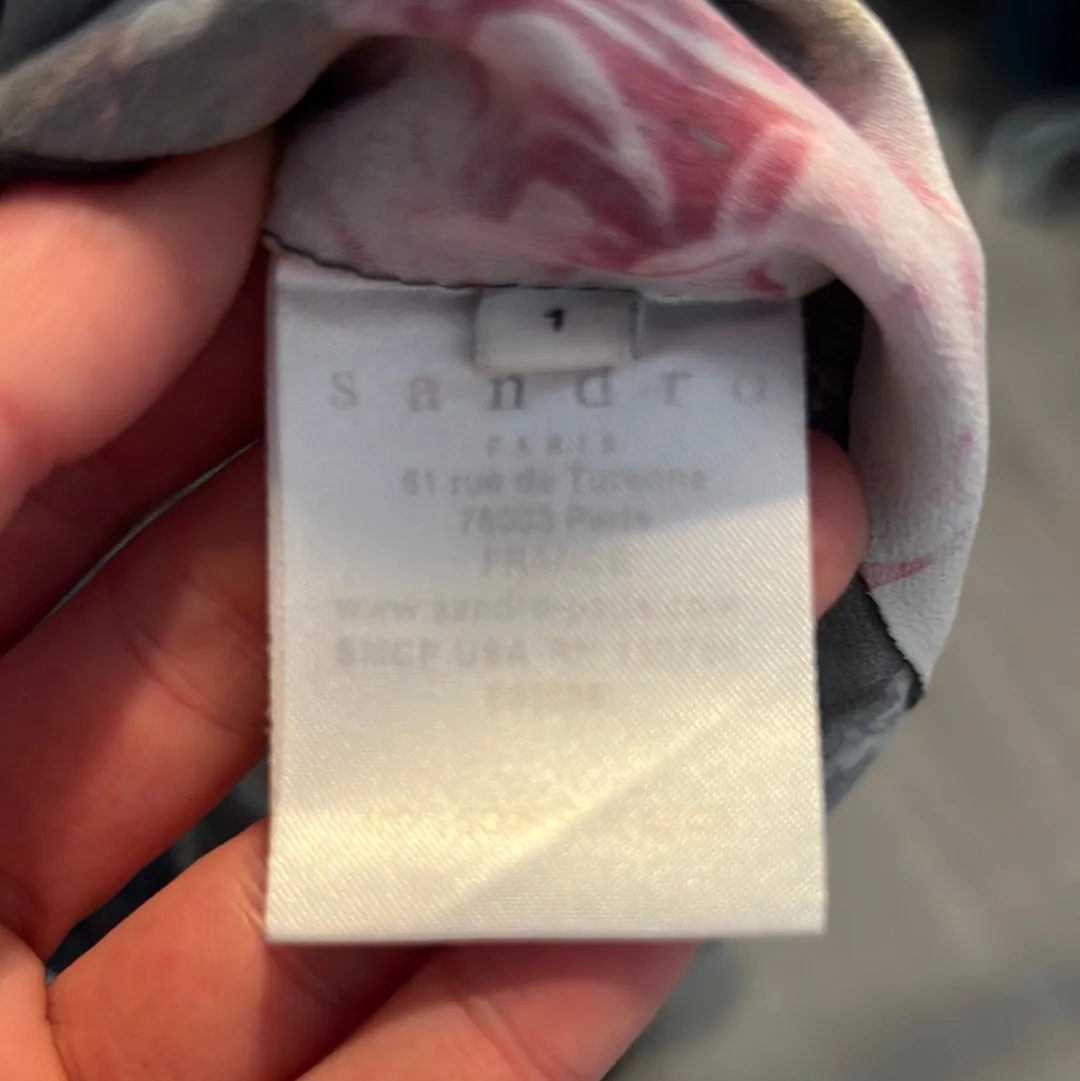 1
sandro
PARIS
61 rue de Turenne
75003 Paris
FRANCE
www.sandro-paris.com
SMCP USA RN